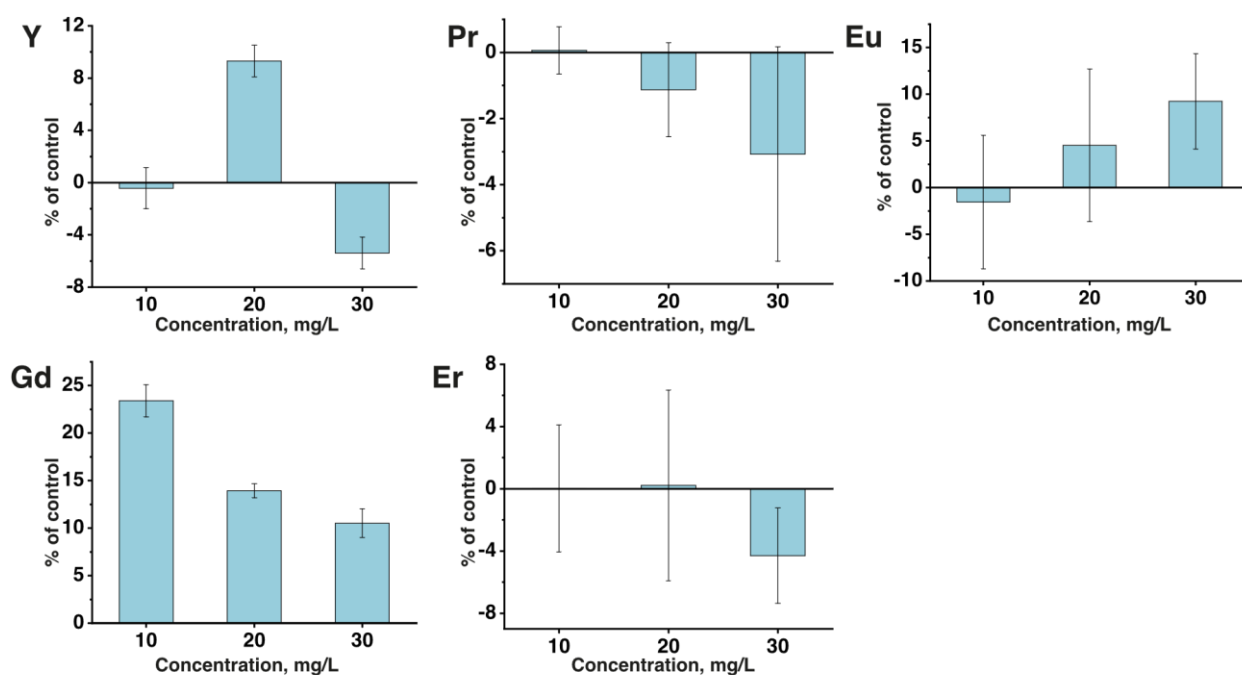 Y
% of control
12
8
4
0
-4
-8
10 20 30
Concentration, mg/L
Pr
% of control
0
-2
-4
-6
10 20 30
Concentration, mg/L
Eu
% of control
15
10
5
0
-5
-10
10 20 30
Concentration, mg/L
Gd
% of control
25
20
15
10
5
0
10 20 30
Concentration, mg/L
Er
% of control
8
4
0
-4
-8
10 20 30
Concentration, mg/L